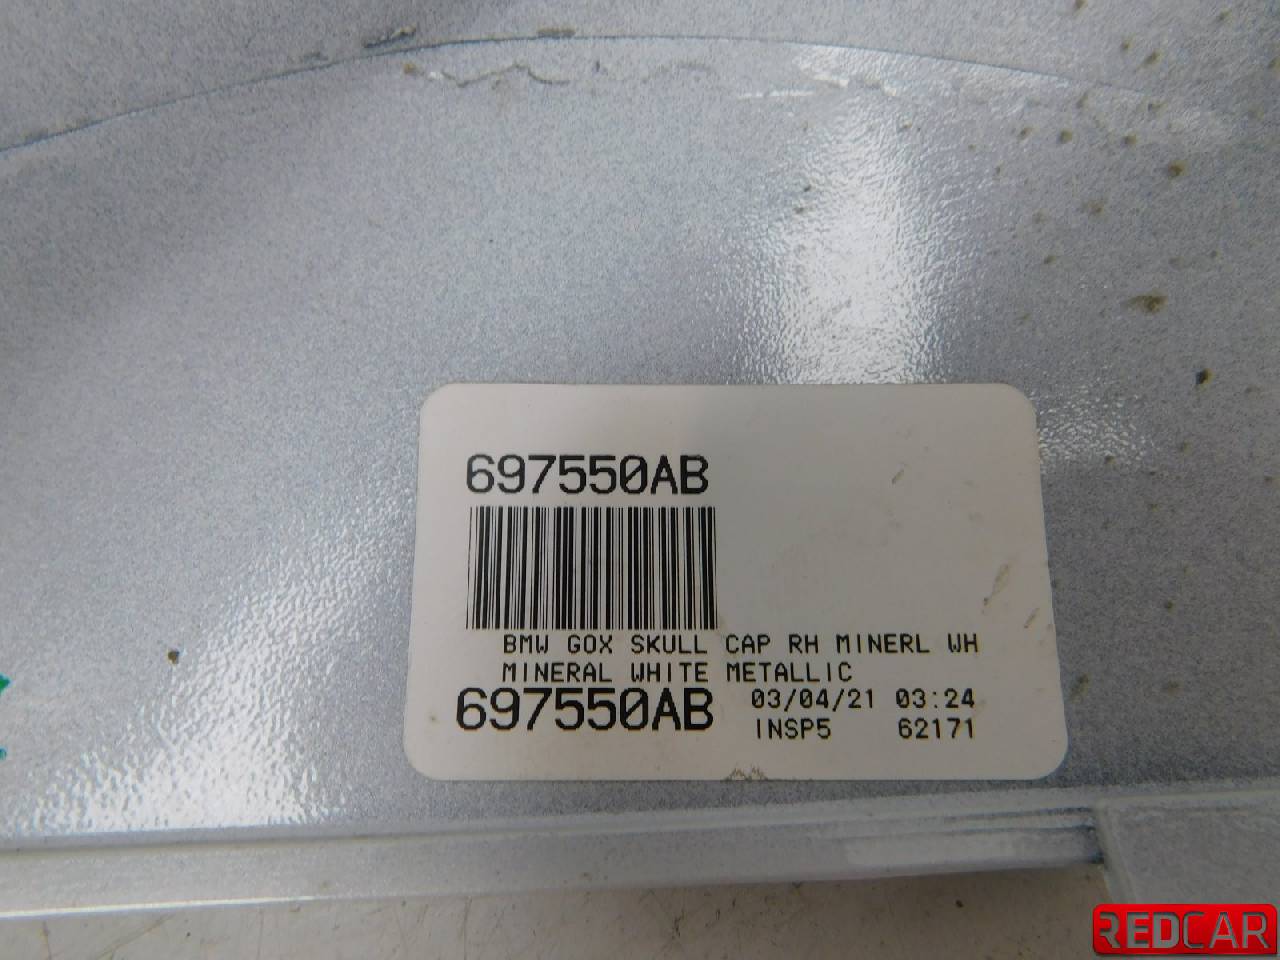 697550AB
BMW GOX SKULL CAP RH MINERL WH
MINERAL WHITE METALLIC
697550AB 03/04/21 03:24
INSP5 62171
REDCAR